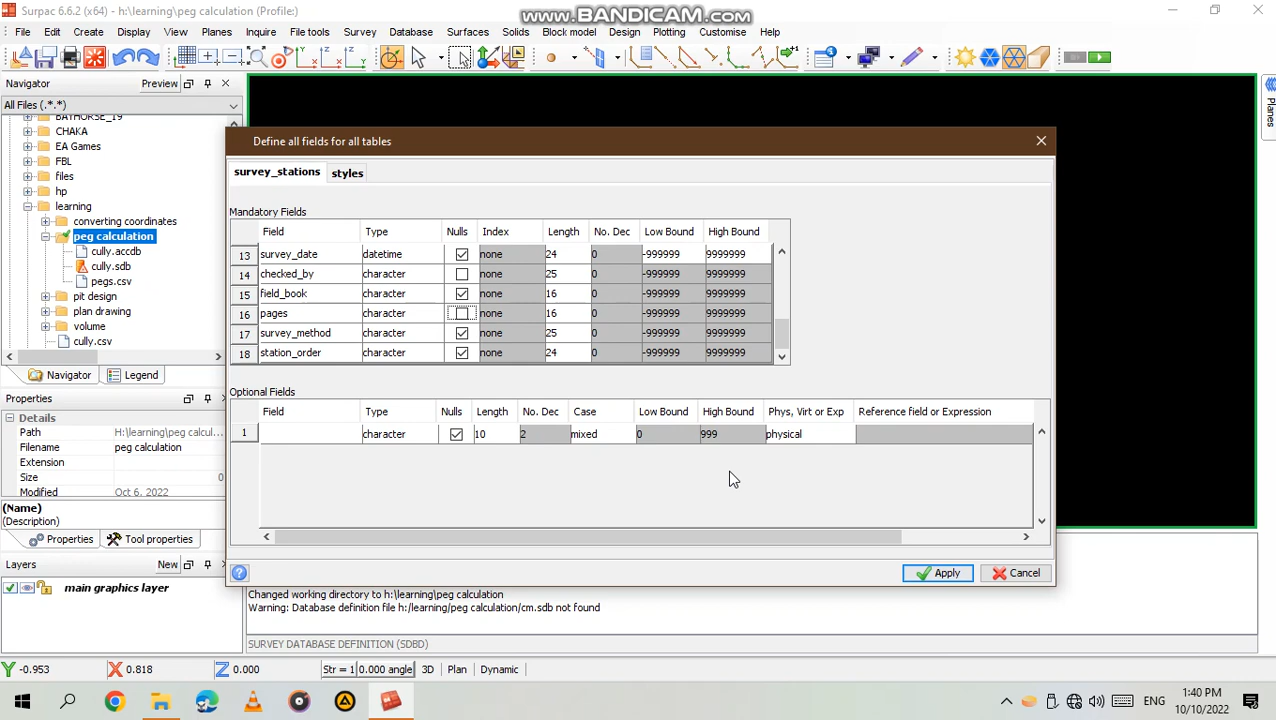 Surpac 6.6.2 (x64) - h:\learning\peg calculation (Profile:)
www.BANDICAM.com
File Edit Create Display View Planes Inquire File tools Survey Database Surfaces Solids Block model Design Plotting Customise Help
Navigator Preview
All Files (.*.*)
BATHORSE_19
CHAKA
EA Games
FBL
files
hp
learning
converting coordinates
peg calculation
cully.accdb
cully.sdb
pegs.csv
pit design
plan drawing
volume
cully.csv
Navigator Legend
Properties
Details
Path H:\learning\peg calcul...
Filename peg calculation
Extension
Size 0
Modified Oct 6, 2022
(Name)
(Description)
Properties Tool properties
Layers New
main graphics layer
Planes
Define all fields for all tables
survey_stations styles
Mandatory Fields
Field Type Nulls Index Length No. Dec Low Bound High Bound
13 survey_date datetime none 24 0 -999999 9999999
14 checked_by character none 25 0 -999999 9999999
15 field_book character none 16 0 -999999 9999999
16 pages character none 16 0 -999999 9999999
17 survey_method character none 25 0 -999999 9999999
18 station_order character none 24 0 -999999 9999999
Optional Fields
Field Type Nulls Length No. Dec Case Low Bound High Bound Phys, Virt or Exp Reference field or Expression
1 character 10 2 mixed 0 999 physical
Apply Cancel
Changed working directory to h:\learning\peg calculation
Warning: Database definition file h:/learning/peg calculation/cm.sdb not found
SURVEY DATABASE DEFINITION (SDBD)
Y -0.953 X 0.818 Z 0.000 Str = 1 0.000 angle 3D Plan Dynamic
ENG
1:40 PM
10/10/2022